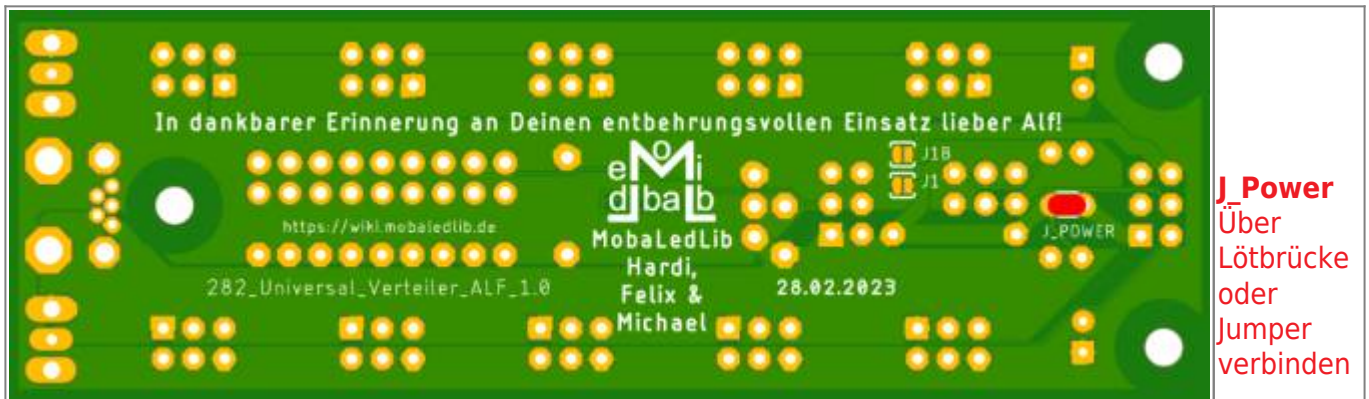 In dankbarer Erinnerung an Deinen entbehrungsvollen Einsatz lieber Alf!
J1B
J1
J_POWER
https://wiki.mobaledlib.de
MobaLedLib
Hardi,
Felix &
Michael
282_Universal_Verteiler_ALF_1.0
28.02.2023
J_Power
Über
Lötbrücke
oder
Jumper
verbinden